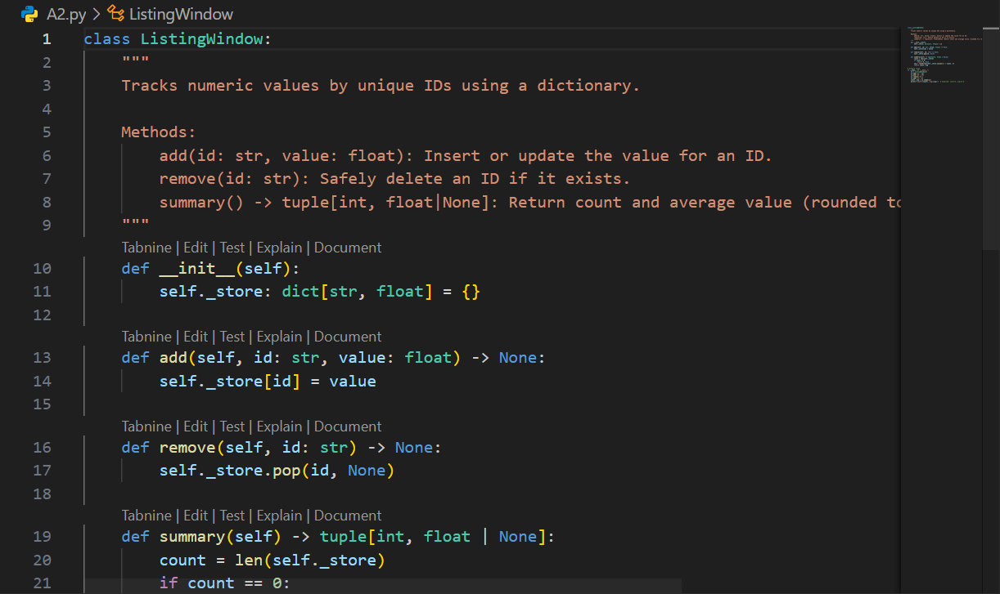 A2.py > ListingWindow
1 class ListingWindow:
2     """
3     Tracks numeric values by unique IDs using a dictionary.
4
5     Methods:
6         add(id: str, value: float): Insert or update the value for an ID.
7         remove(id: str): Safely delete an ID if it exists.
8         summary() -> tuple[int, float|None]: Return count and average value (rounded to
9     """
Tabnine | Edit | Test | Explain | Document
10     def __init__(self):
11         self._store: dict[str, float] = {}
12
Tabnine | Edit | Test | Explain | Document
13     def add(self, id: str, value: float) -> None:
14         self._store[id] = value
15
Tabnine | Edit | Test | Explain | Document
16     def remove(self, id: str) -> None:
17         self._store.pop(id, None)
18
Tabnine | Edit | Test | Explain | Document
19     def summary(self) -> tuple[int, float | None]:
20         count = len(self._store)
21         if count == 0: